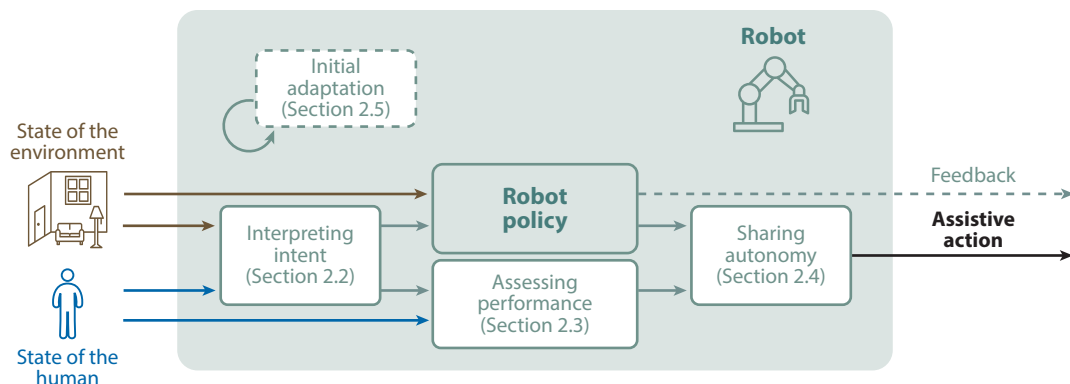 Robot
Initial
adaptation
(Section 2.5)
State of the
environment
Robot
policy
Feedback
Interpreting
intent
(Section 2.2)
Sharing
autonomy
(Section 2.4)
Assistive
action
Assessing
performance
(Section 2.3)
State of the
human